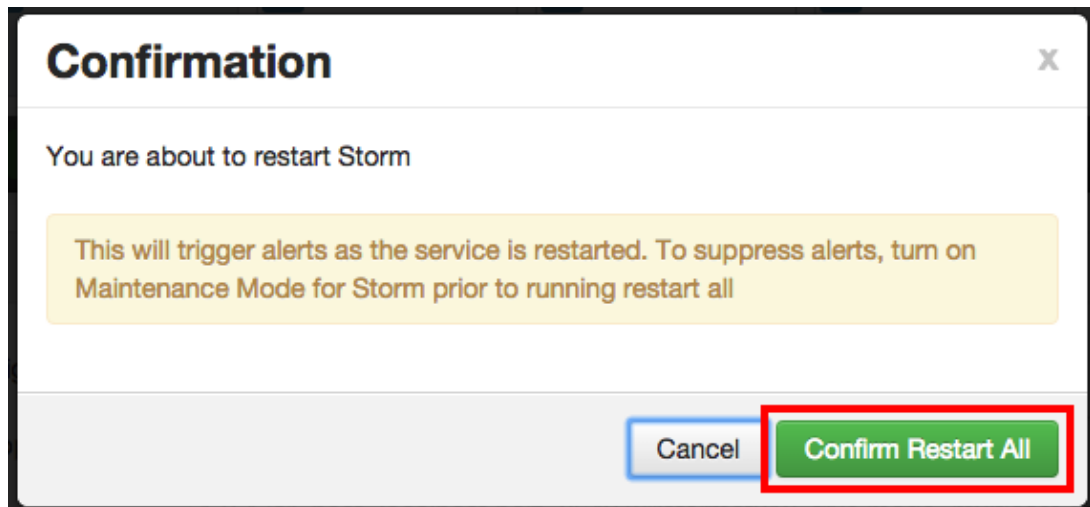 Confirmation
x
You are about to restart Storm
This will trigger alerts as the service is restarted. To suppress alerts, turn on
Maintenance Mode for Storm prior to running restart all
Cancel
Confirm Restart All